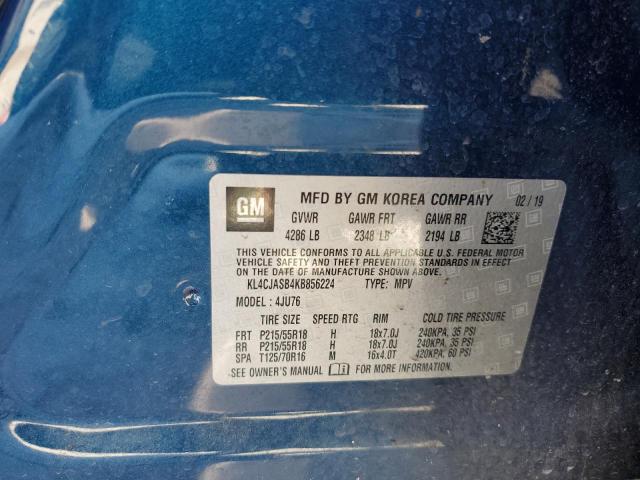 GM
MFD BY GM KOREA COMPANY 02/19
GVWR GAWR FRT GAWR RR
4286 LB 2348 LB 2194 LB
THIS VEHICLE CONFORMS TO ALL APPLICABLE U.S. FEDERAL MOTOR
VEHICLE SAFETY AND THEFT PREVENTION STANDARDS IN EFFECT ON THE
DATE OF MANUFACTURE SHOWN ABOVE.
KL4CJASB4KB856224 TYPE: MPV
MODEL: 4JU76
TIRE SIZE SPEED RTG RIM COLD TIRE PRESSURE
FRT P215/55R18 H 18x7.0J 240KPA, 35 PSI
RR P215/55R18 H 18x7.0J 240KPA, 35 PSI
SPA T125/70R16 M 16x4.0T 420KPA, 60 PSI
SEE OWNER'S MANUAL FOR MORE INFORMATION